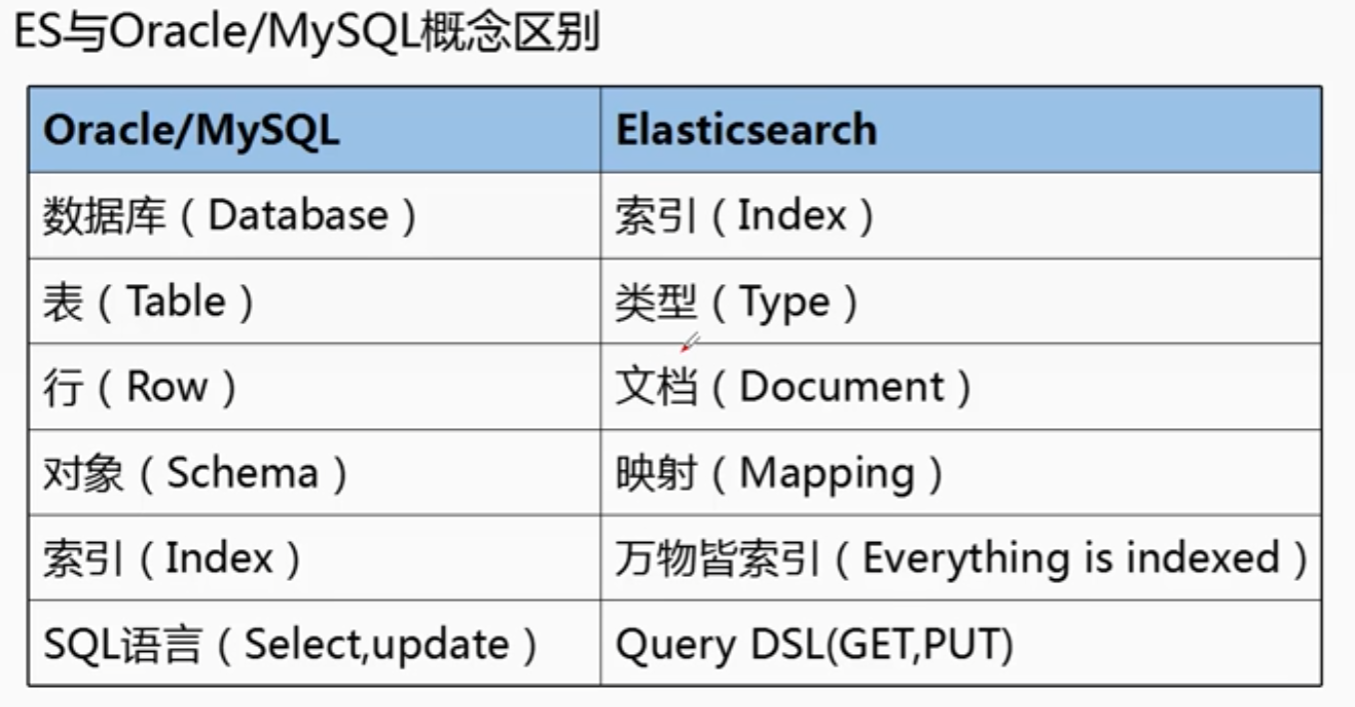 ES与Oracle/MySQL概念区别
Oracle/MySQL Elasticsearch
数据库（Database） 索引（Index）
表（Table） 类型（Type）
行（Row） 文档（Document）
对象（Schema） 映射（Mapping）
索引（Index） 万物皆索引（Everything is indexed）
SQL语言（Select,update） Query DSL(GET,PUT)